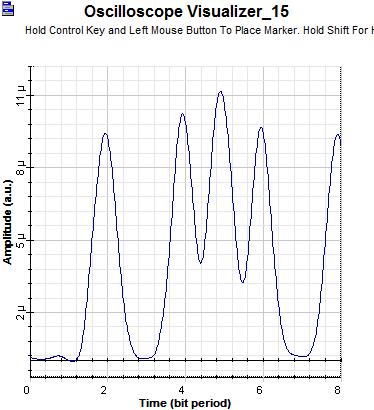 Oscilloscope Visualizer_15
Hold Control Key and Left Mouse Button To Place Marker. Hold Shift For H
Amplitude (a.u.)
11 µ
8 µ
5 µ
2 µ
0 2 4 6 8
Time (bit period)